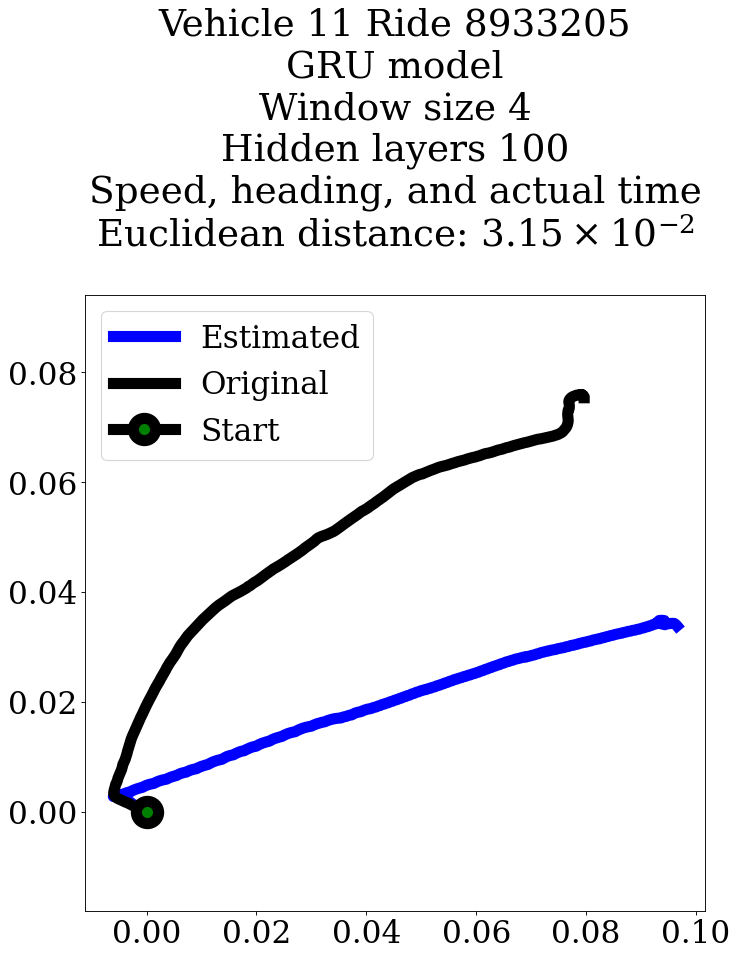 Vehicle 11 Ride 8933205
GRU model
Window size 4
Hidden layers 100
Speed, heading, and actual time
Euclidean distance: 3.15 × 10⁻²
Estimated
Original
Start
0.08
0.06
0.04
0.02
0.00
0.00 0.02 0.04 0.06 0.08 0.10